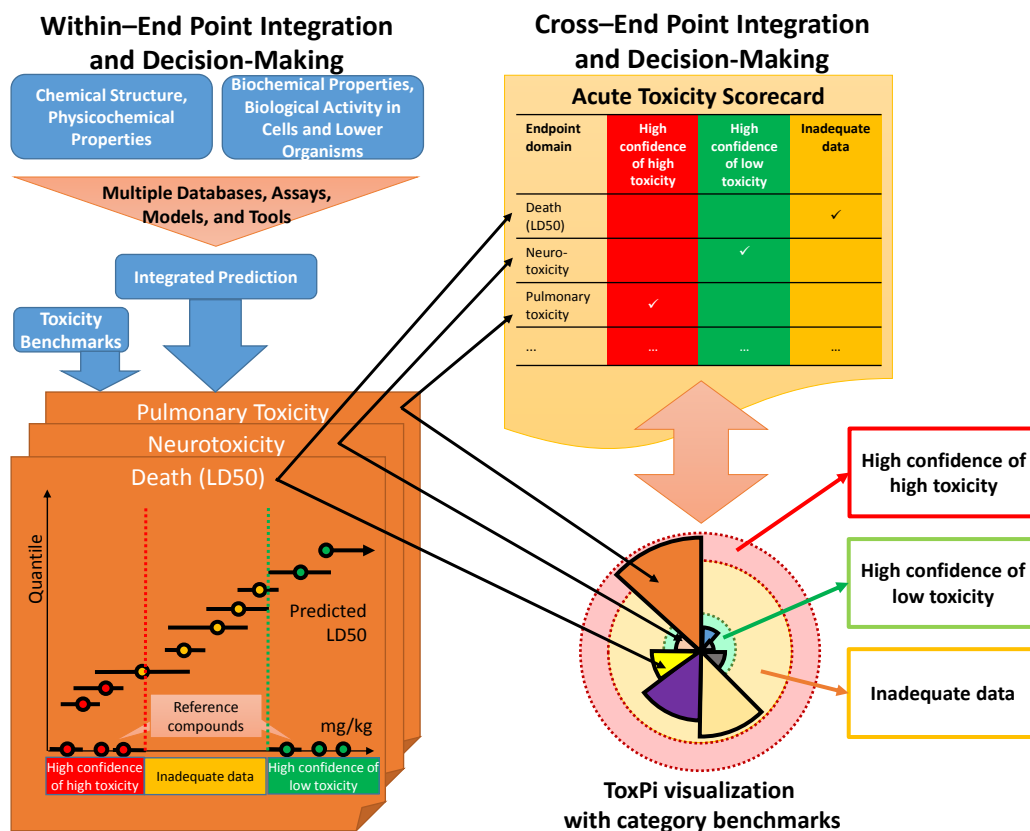 Within–End Point Integration
and Decision-Making
Chemical Structure,
Physicochemical
Properties
Biochemical Properties,
Biological Activity in
Cells and Lower
Organisms
Multiple Databases, Assays,
Models, and Tools
Integrated Prediction
Toxicity
Benchmarks
Pulmonary Toxicity
Neurotoxicity
Death (LD50)
Quantile
Predicted
LD50
Reference
compounds
mg/kg
High confidence
of high toxicity
Inadequate data
High confidence of
low toxicity
Cross–End Point Integration
and Decision-Making
Acute Toxicity Scorecard
Endpoint
domain
High
confidence
of high
toxicity
High
confidence
of low
toxicity
Inadequate
data
Death
(LD50)
✓
Neuro-
toxicity
✓
Pulmonary
toxicity
✓
... ... ... ...
High confidence of
high toxicity
High confidence of
low toxicity
Inadequate data
ToxPi visualization
with category benchmarks